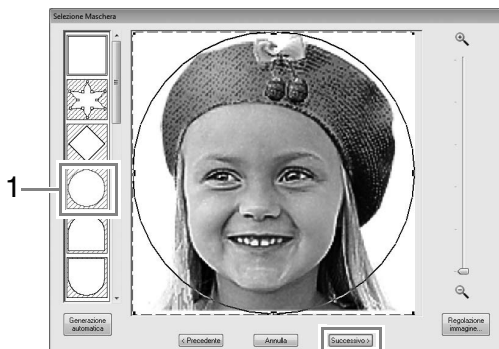 Selezione Maschera
1
Generazione
automatica
< Precedente
Annulla
Successivo >
Regolazione
immagine...